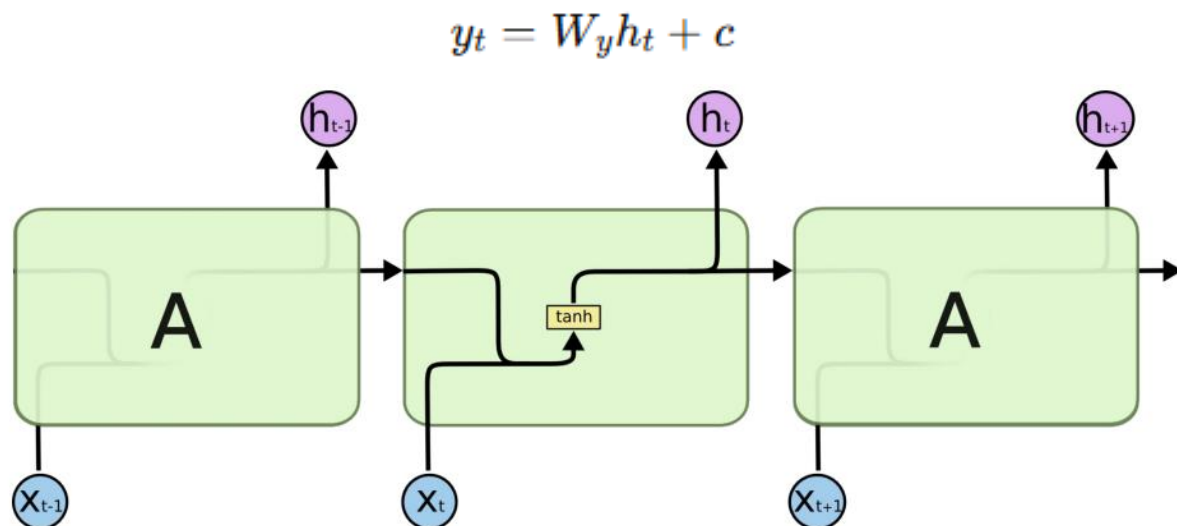 y_t = W_y h_t + c
h_{t-1} h_t h_{t+1}
A tanh A
x_{t-1} x_t x_{t+1}